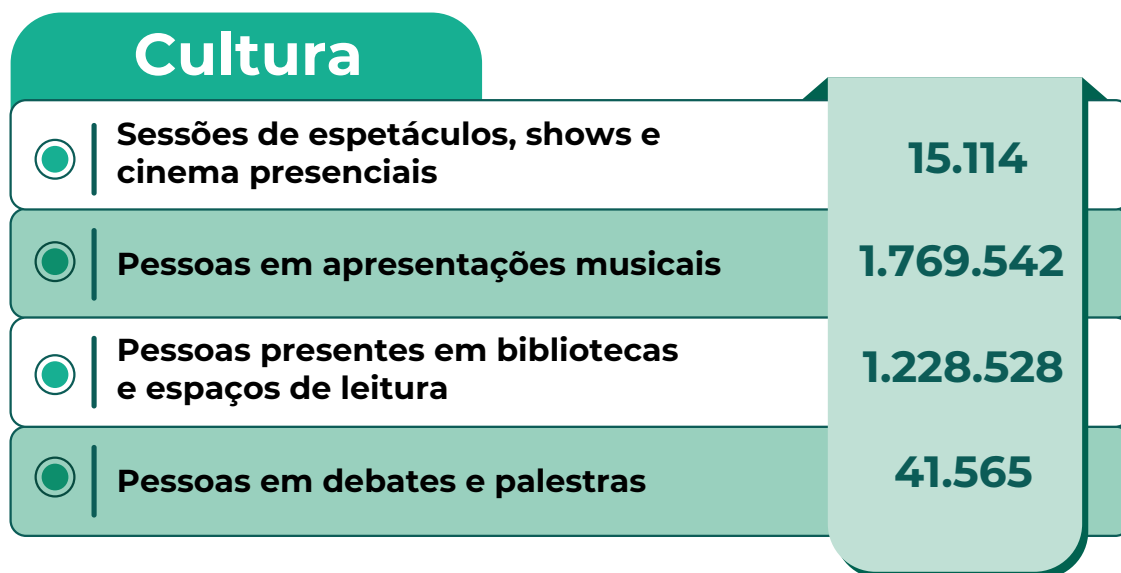 Cultura
Sessões de espetáculos, shows e
cinema presenciais
15.114
Pessoas em apresentações musicais
1.769.542
Pessoas presentes em bibliotecas
e espaços de leitura
1.228.528
Pessoas em debates e palestras
41.565